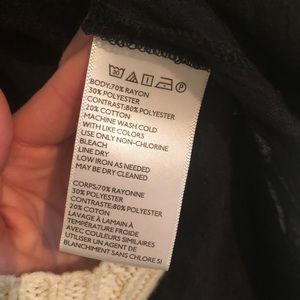 BODY:70% RAYON
30% POLYESTER
CONTRAST:80% POLYESTER
20% COTTON
MACHINE WASH COLD
WITH LIKE COLORS
USE ONLY NON-CHLORINE
BLEACH
LINE DRY
LOW IRON AS NEEDED
MAY BE DRY CLEANED
CORPS:70% RAYONNE
30% POLYESTER
CONTRASTE:80% POLYESTER
20% COTON
LAVAGE À LAMAIN À
TEMPÉRATURE FROIDE
AVEC COULEURS SIMILAIRES
UTILISER UN AGENT DE
BLANCHIMENT SANS CHLORE SI